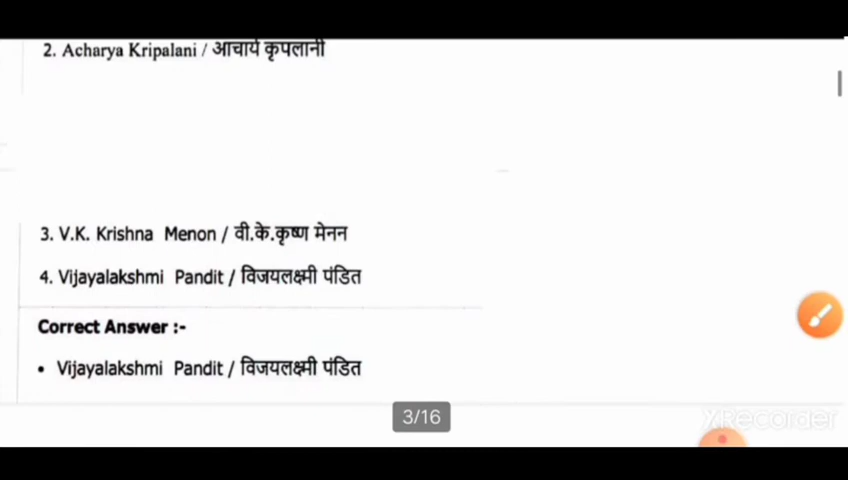 2. Acharya Kripalani / आचार्य कृपलानी
3. V.K. Krishna Menon / वी.के.कृष्ण मेनन
4. Vijayalakshmi Pandit / विजयलक्ष्मी पंडित
Correct Answer :-
• Vijayalakshmi Pandit / विजयलक्ष्मी पंडित
3/16
XRecorder